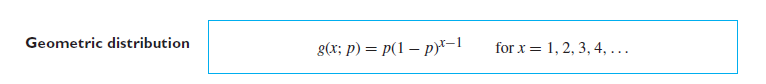 Geometric distribution g(x; p) = p(1 − p)^{x−1} for x = 1, 2, 3, 4, ...